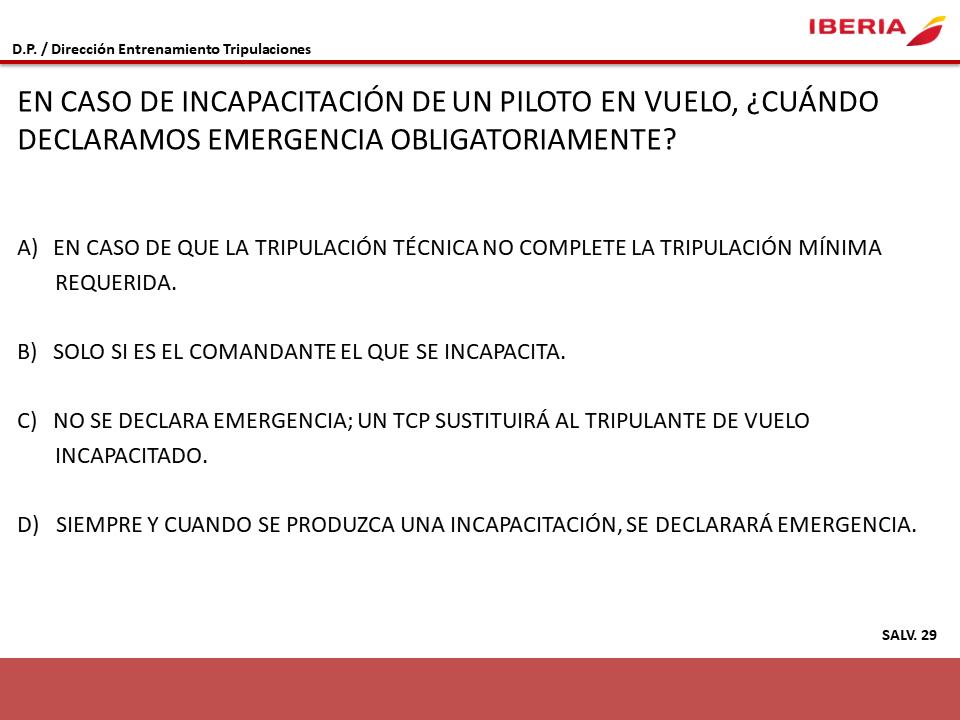 IBERIA
D.P. / Dirección Entrenamiento Tripulaciones
EN CASO DE INCAPACITACIÓN DE UN PILOTO EN VUELO, ¿CUÁNDO
DECLARAMOS EMERGENCIA OBLIGATORIAMENTE?
A) EN CASO DE QUE LA TRIPULACIÓN TÉCNICA NO COMPLETE LA TRIPULACIÓN MÍNIMA
REQUERIDA.
B) SOLO SI ES EL COMANDANTE EL QUE SE INCAPACITA.
C) NO SE DECLARA EMERGENCIA; UN TCP SUSTITUIRÁ AL TRIPULANTE DE VUELO
INCAPACITADO.
D) SIEMPRE Y CUANDO SE PRODUZCA UNA INCAPACITACIÓN, SE DECLARARÁ EMERGENCIA.
SALV. 29